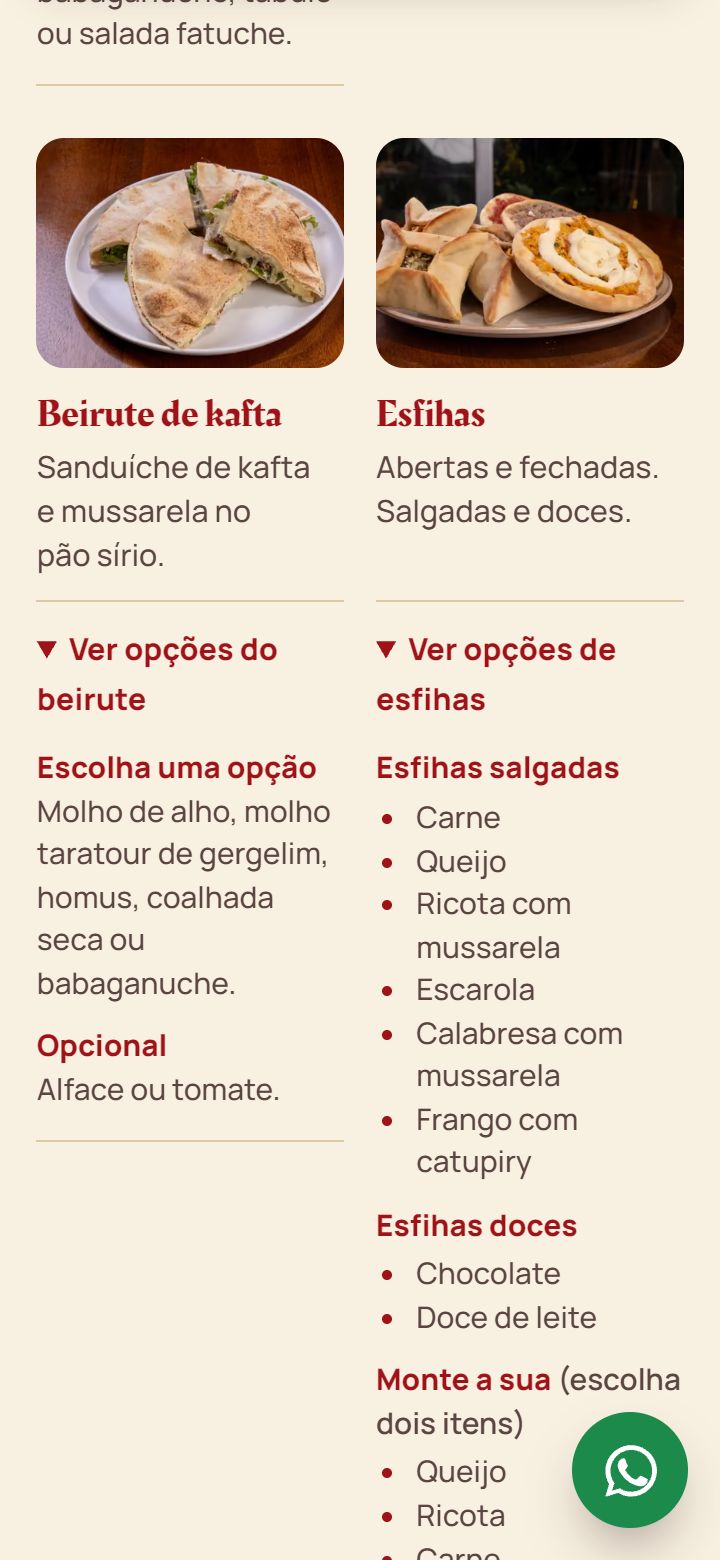 ou salada fatuche.
Beirute de kafta
Sanduíche de kafta
e mussarela no
pão sírio.
▼ Ver opções do
beirute
Escolha uma opção
Molho de alho, molho
taratour de gergelim,
homus, coalhada
seca ou
babaganuche.
Opcional
Alface ou tomate.
Esfihas
Abertas e fechadas.
Salgadas e doces.
▼ Ver opções de
esfihas
Esfihas salgadas
• Carne
• Queijo
• Ricota com
mussarela
• Escarola
• Calabresa com
mussarela
• Frango com
catupiry
Esfihas doces
• Chocolate
• Doce de leite
Monte a sua (escolha
dois itens)
• Queijo
• Ricota
• Carne